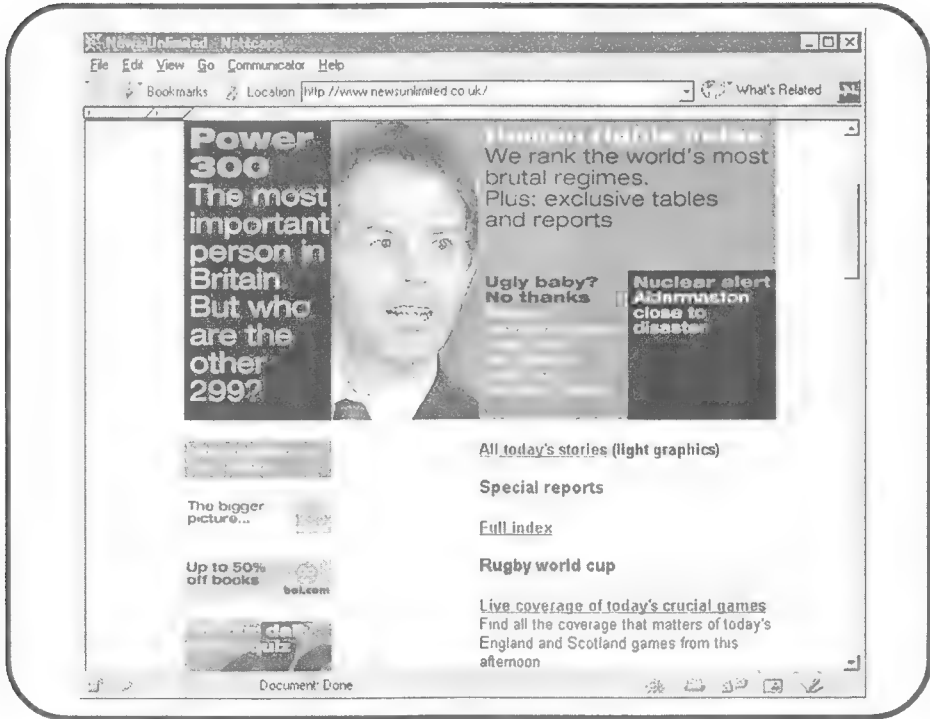 News Unlimited - Netscape
File Edit View Go Communicator Help
Bookmarks Location http://www.newsunlimited.co.uk/ What's Related
Power
300
The most
important
person in
Britain.
But who
are the
other
299?
We rank the world's most
brutal regimes.
Plus: exclusive tables
and reports
Ugly baby?
No thanks
Nuclear alert
Aldermaston
close to
disaster
The bigger
picture...
Up to 50%
off books
bol.com
quiz
All today's stories (light graphics)
Special reports
Full index
Rugby world cup
Live coverage of today's crucial games
Find all the coverage that matters of today's
England and Scotland games from this
afternoon
Document: Done